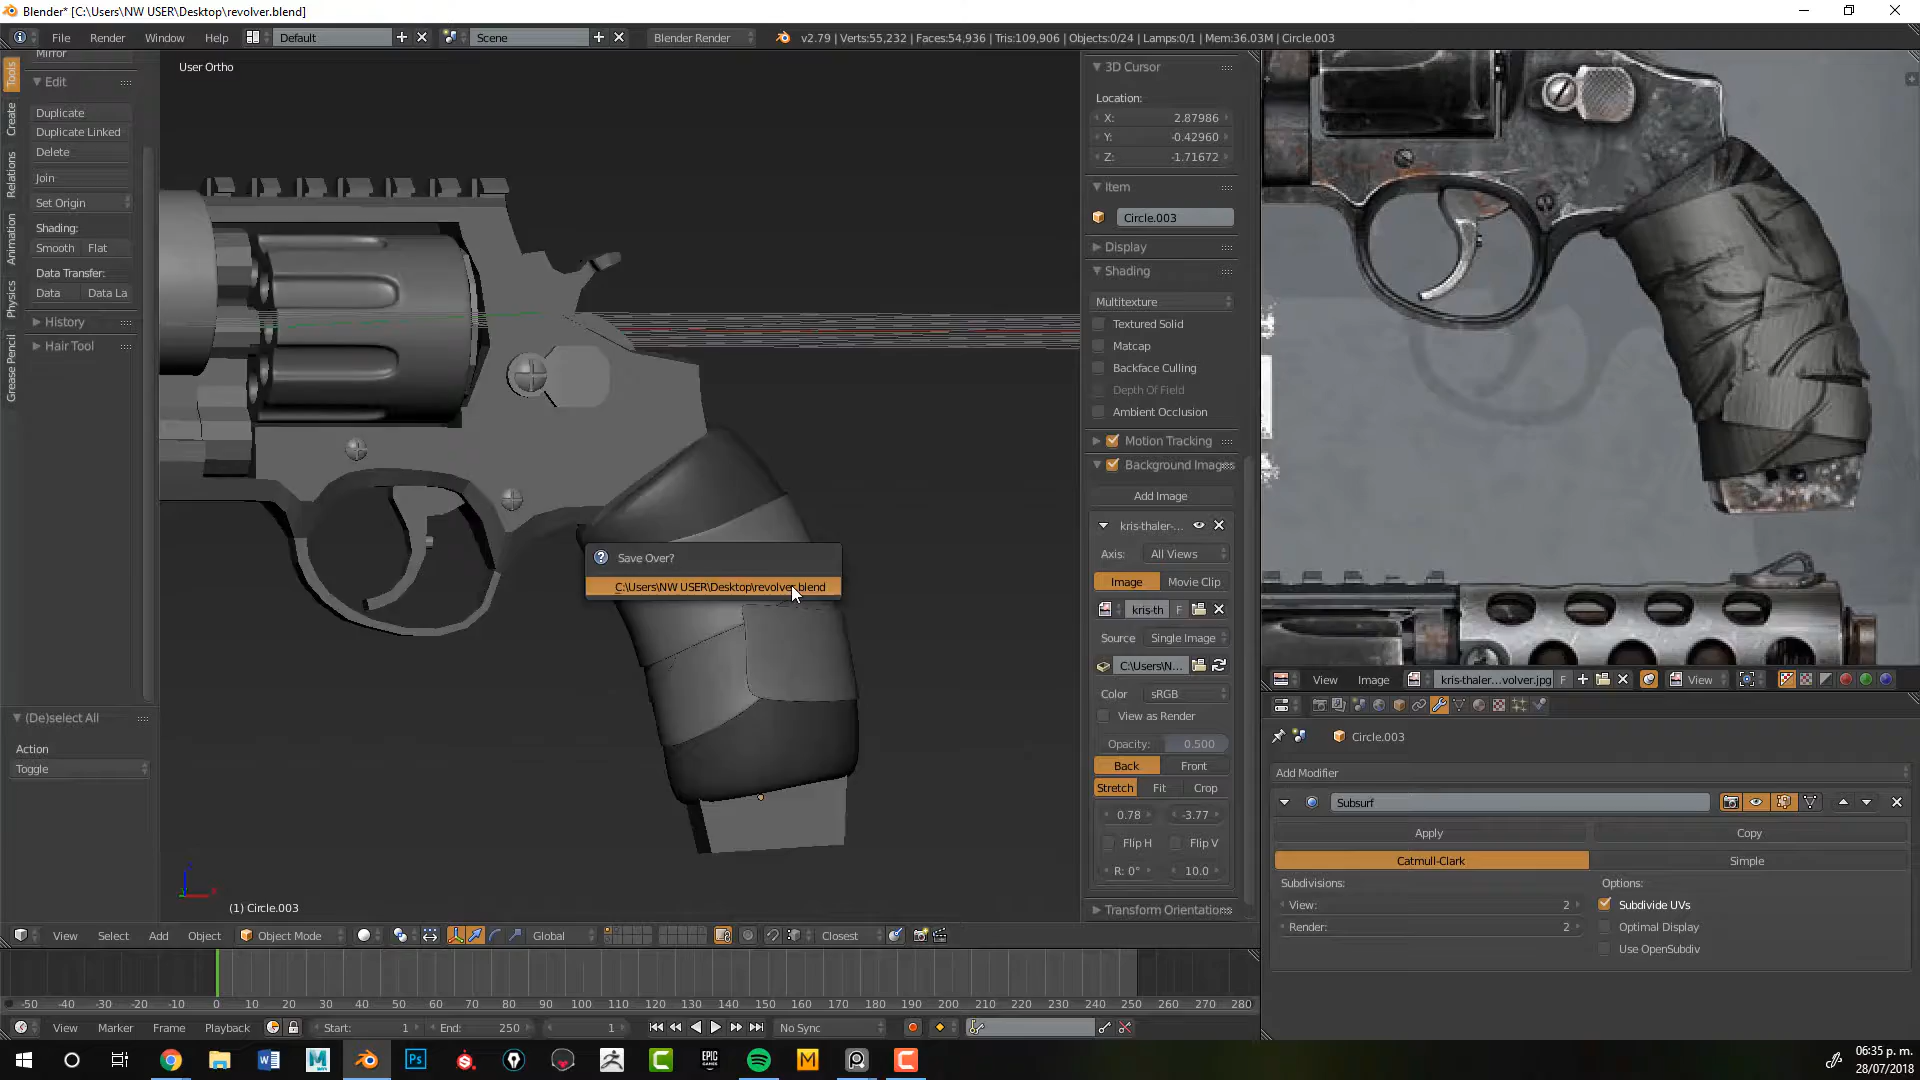 Blender* [C:\Users\NW USER\Desktop\revolver.blend]
File Render Window Help Default Scene Blender Render v2.79 | Verts:55,232 | Faces:54,936 | Tris:109,906 | Objects:0/24 | Lamps:0/1 | Mem:36.03M | Circle.003
Tools
Create
Relations
Animation
Physics
Grease Pencil
Mirror
Edit
Duplicate
Duplicate Linked
Delete
Join
Set Origin
Shading:
Smooth Flat
Data Transfer:
Data Data La
History
Hair Tool
(De)select All
Action
Toggle
User Ortho
Save Over?
C:\Users\NW USER\Desktop\revolver.blend
(1) Circle.003
3D Cursor
Location:
X: 2.87986
Y: -0.42960
Z: -1.71672
Item
Circle.003
Display
Shading
Multitexture
Textured Solid
Matcap
Backface Culling
Depth Of Field
Ambient Occlusion
Motion Tracking
Background Images
Add Image
kris-thaler-...
Axis: All Views
Image Movie Clip
kris-th F
Source Single Image
C:\Users\N...
Color sRGB
View as Render
Opacity: 0.500
Back Front
Stretch Fit Crop
0.78 -3.77
Flip H Flip V
R: 0° 10.0
Transform Orientations
View Image kris-thaler...volver.jpg F View
Circle.003
Add Modifier
Subsurf
Apply Copy
Catmull-Clark Simple
Subdivisions: Options:
View: 2 Subdivide UVs
Render: 2 Optimal Display
Use OpenSubdiv
View Select Add Object Object Mode Global Closest
-50 -40 -30 -20 -10 0 10 20 30 40 50 60 70 80 90 100 110 120 130 140 150 160 170 180 190 200 210 220 230 240 250 260 270 280
View Marker Frame Playback Start: 1 End: 250 1 No Sync
06:35 p. m.
28/07/2018